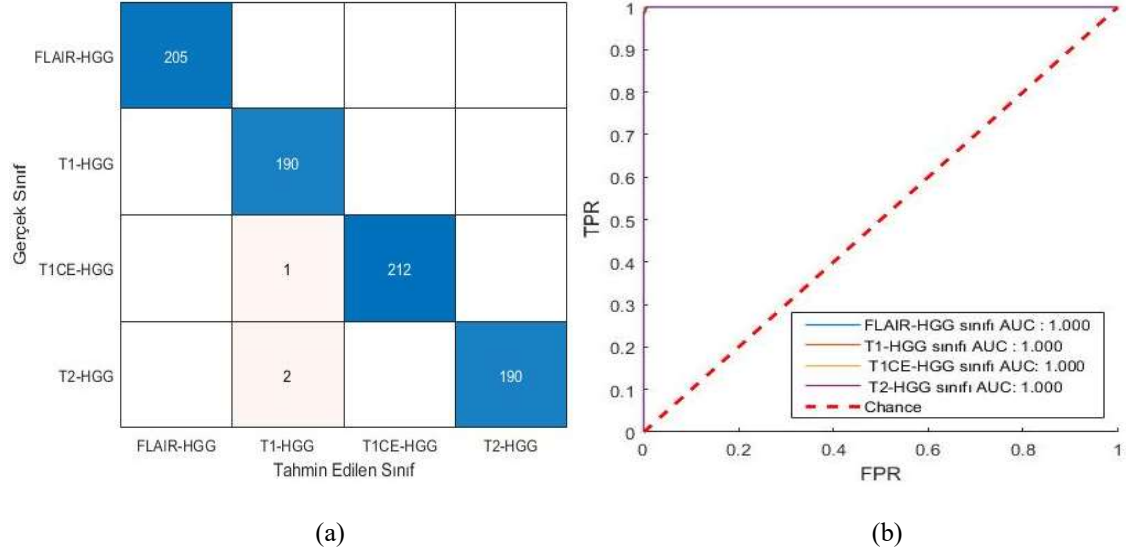 Gerçek Sınıf
FLAIR-HGG
205
T1-HGG
190
T1CE-HGG
1
212
T2-HGG
2
190
FLAIR-HGG
T1-HGG
T1CE-HGG
T2-HGG
Tahmin Edilen Sınıf
(a)
TPR
1
0.9
0.8
0.7
0.6
0.5
0.4
0.3
0.2
0.1
0
FLAIR-HGG sınıfı AUC : 1.000
T1-HGG sınıfı AUC : 1.000
T1CE-HGG sınıfı AUC: 1.000
T2-HGG sınıfı AUC: 1.000
Chance
0
0.2
0.4
0.6
0.8
1
FPR
(b)